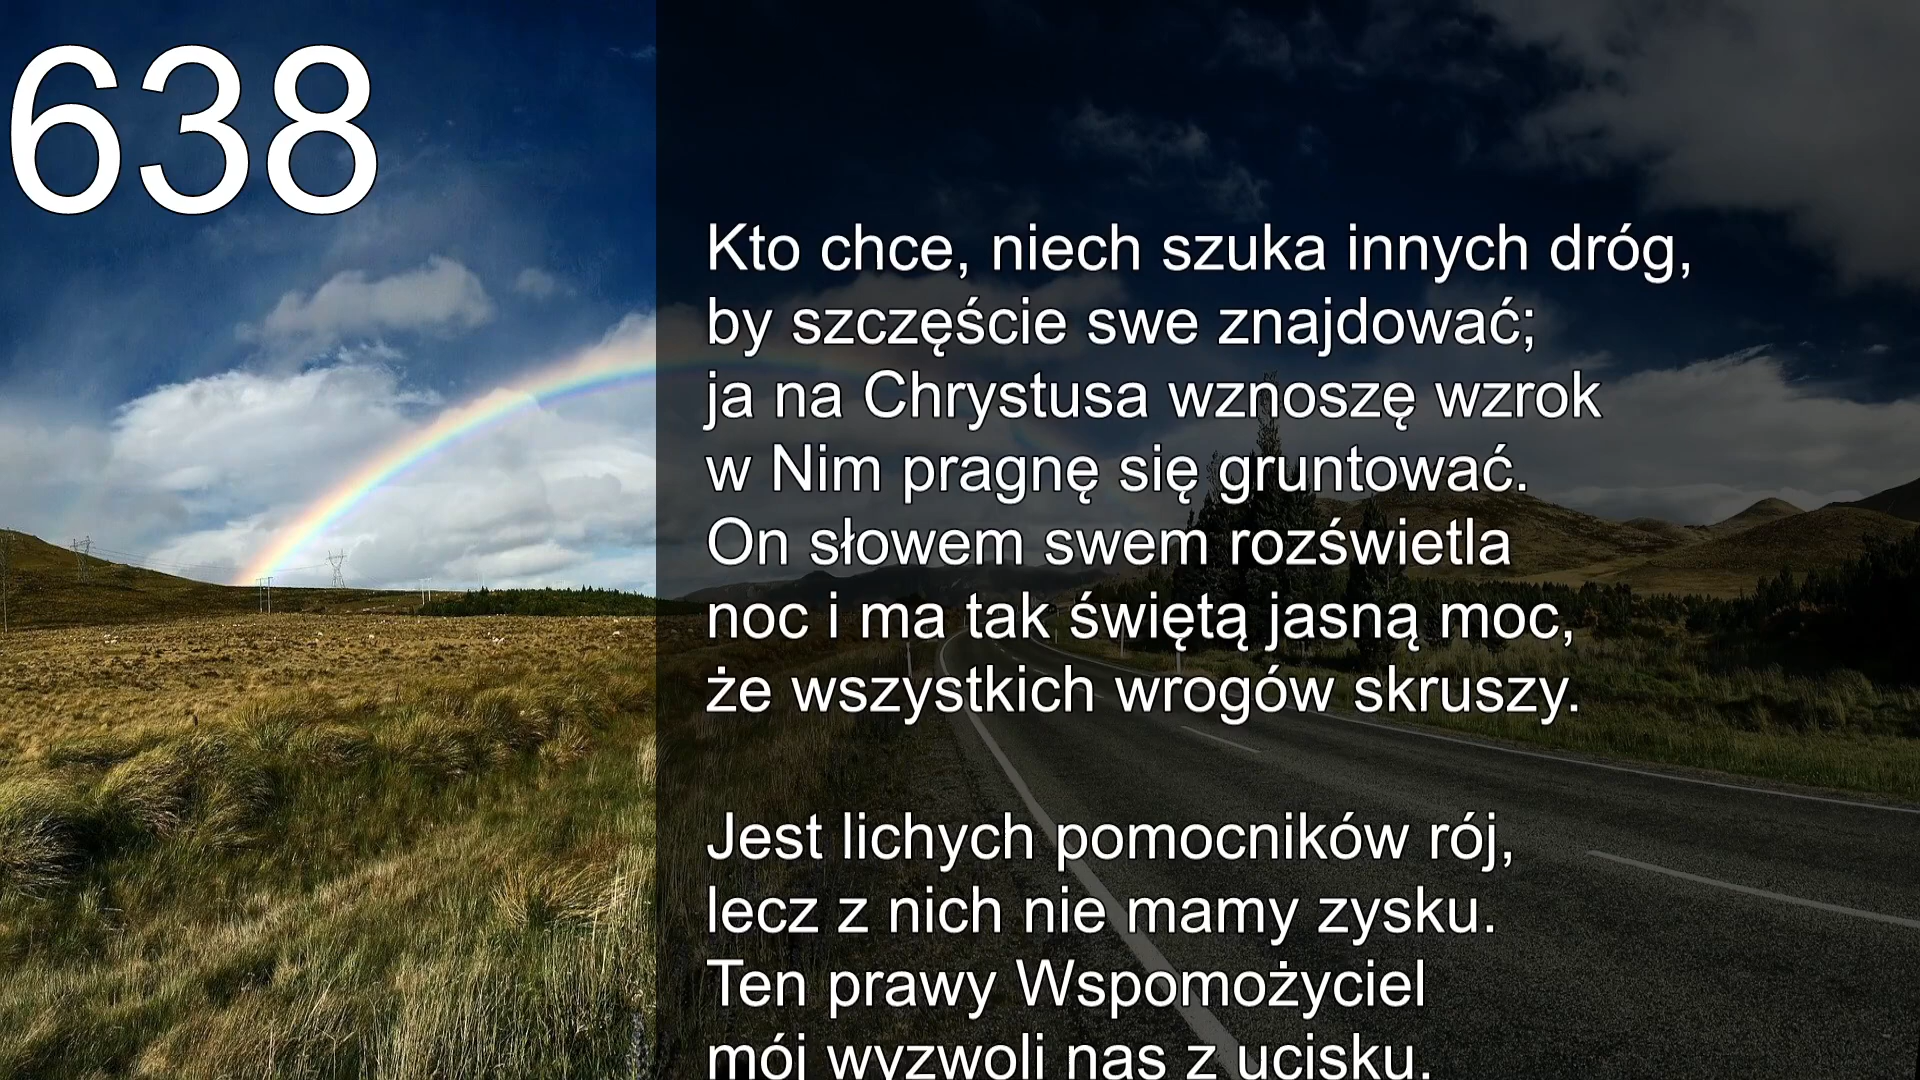 638
Kto chce, niech szuka innych dróg,
by szczęście swe znajdować;
ja na Chrystusa wznoszę wzrok
w Nim pragnę się gruntować.
On słowem swem rozświetla
noc i ma tak świętą jasną moc,
że wszystkich wrogów skruszy.
Jest lichych pomocników rój,
lecz z nich nie mamy zysku.
Ten prawy Wspomożyciel
mój wyzwoli nas z ucisku.